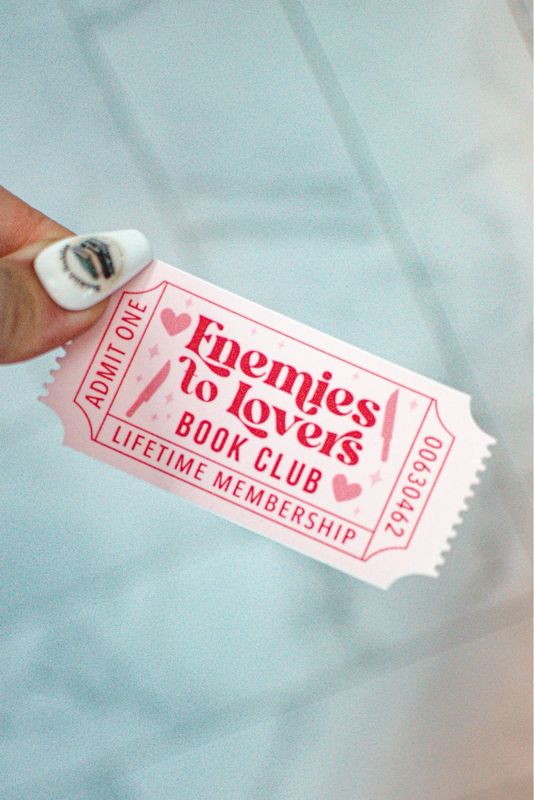 ADMIT ONE
Enemies
to Lovers
BOOK CLUB
LIFETIME MEMBERSHIP
00630462